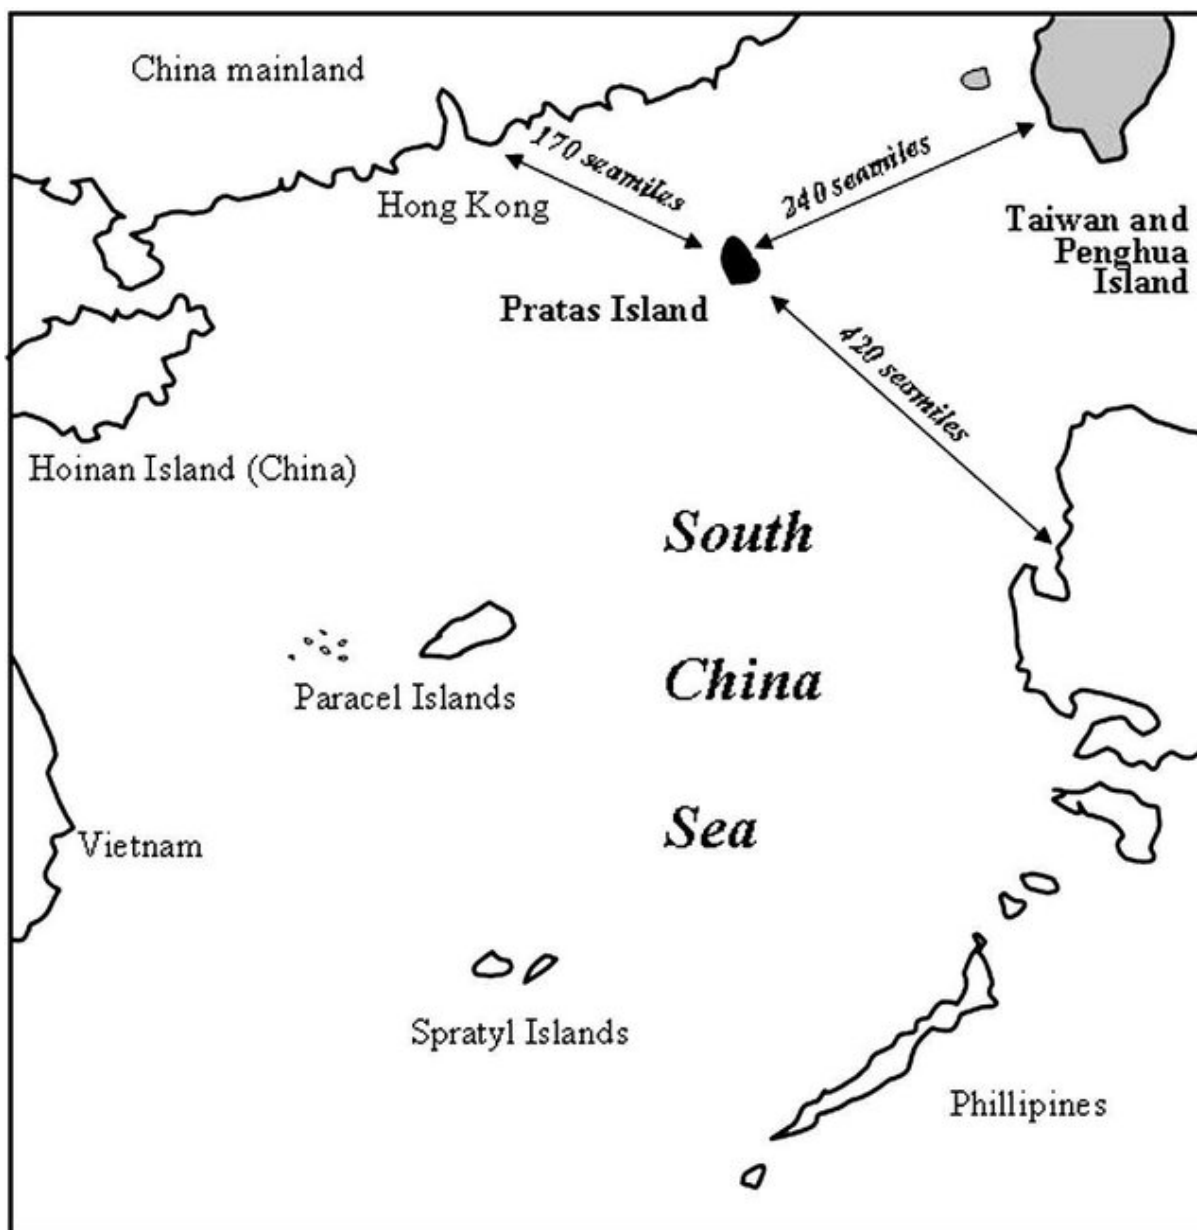 China mainland
170 seamiles
240 seamiles
Hong Kong
Taiwan and
Penghua
Island
Pratas Island
420 seamiles
Hoinan Island (China)
South
China
Sea
Paracel Islands
Vietnam
Spratyl Islands
Phillipines